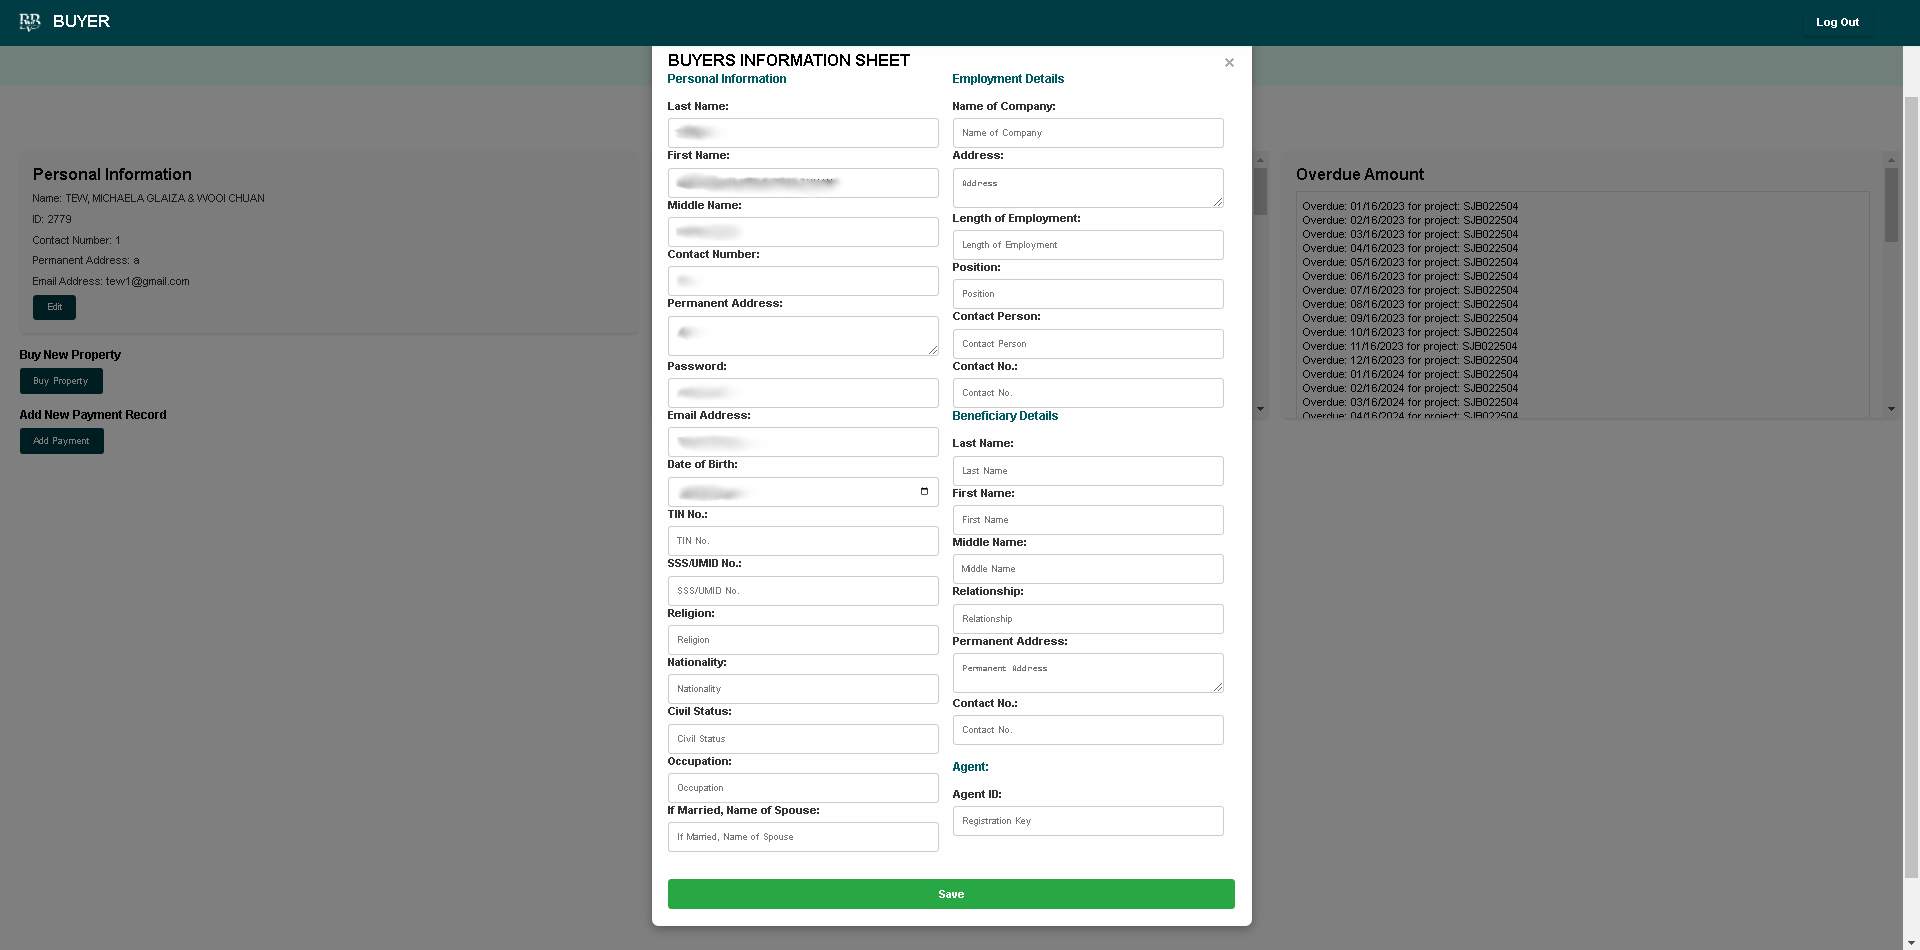 BUYER
Log Out
BUYERS INFORMATION SHEET
×
Personal Information
Last Name:
First Name:
Middle Name:
Contact Number:
Permanent Address:
Password:
Email Address:
Date of Birth:
TIN No.:
TIN No.
SSS/UMID No.:
SSS/UMID No.
Religion:
Religion
Nationality:
Nationality
Civil Status:
Civil Status
Occupation:
Occupation
If Married, Name of Spouse:
If Married, Name of Spouse
Employment Details
Name of Company:
Name of Company
Address:
Address
Length of Employment:
Length of Employment
Position:
Position
Contact Person:
Contact Person
Contact No.:
Contact No.
Beneficiary Details
Last Name:
Last Name
First Name:
First Name
Middle Name:
Middle Name
Relationship:
Relationship
Permanent Address:
Permanent Address
Contact No.:
Contact No.
Agent:
Agent ID:
Registration Key
Save
Personal Information
Name: TEW, MICHAELA GLAIZA & WOOI CHUAN
ID: 2779
Contact Number: 1
Permanent Address: a
Email Address: tew1@gmail.com
Edit
Buy New Property
Buy Property
Add New Payment Record
Add Payment
Overdue Amount
Overdue: 01/16/2023 for project: SJB022504
Overdue: 02/16/2023 for project: SJB022504
Overdue: 03/16/2023 for project: SJB022504
Overdue: 04/16/2023 for project: SJB022504
Overdue: 05/16/2023 for project: SJB022504
Overdue: 06/16/2023 for project: SJB022504
Overdue: 07/16/2023 for project: SJB022504
Overdue: 08/16/2023 for project: SJB022504
Overdue: 09/16/2023 for project: SJB022504
Overdue: 10/16/2023 for project: SJB022504
Overdue: 11/16/2023 for project: SJB022504
Overdue: 12/16/2023 for project: SJB022504
Overdue: 01/16/2024 for project: SJB022504
Overdue: 02/16/2024 for project: SJB022504
Overdue: 03/16/2024 for project: SJB022504
Overdue: 04/16/2024 for project: SJB022504